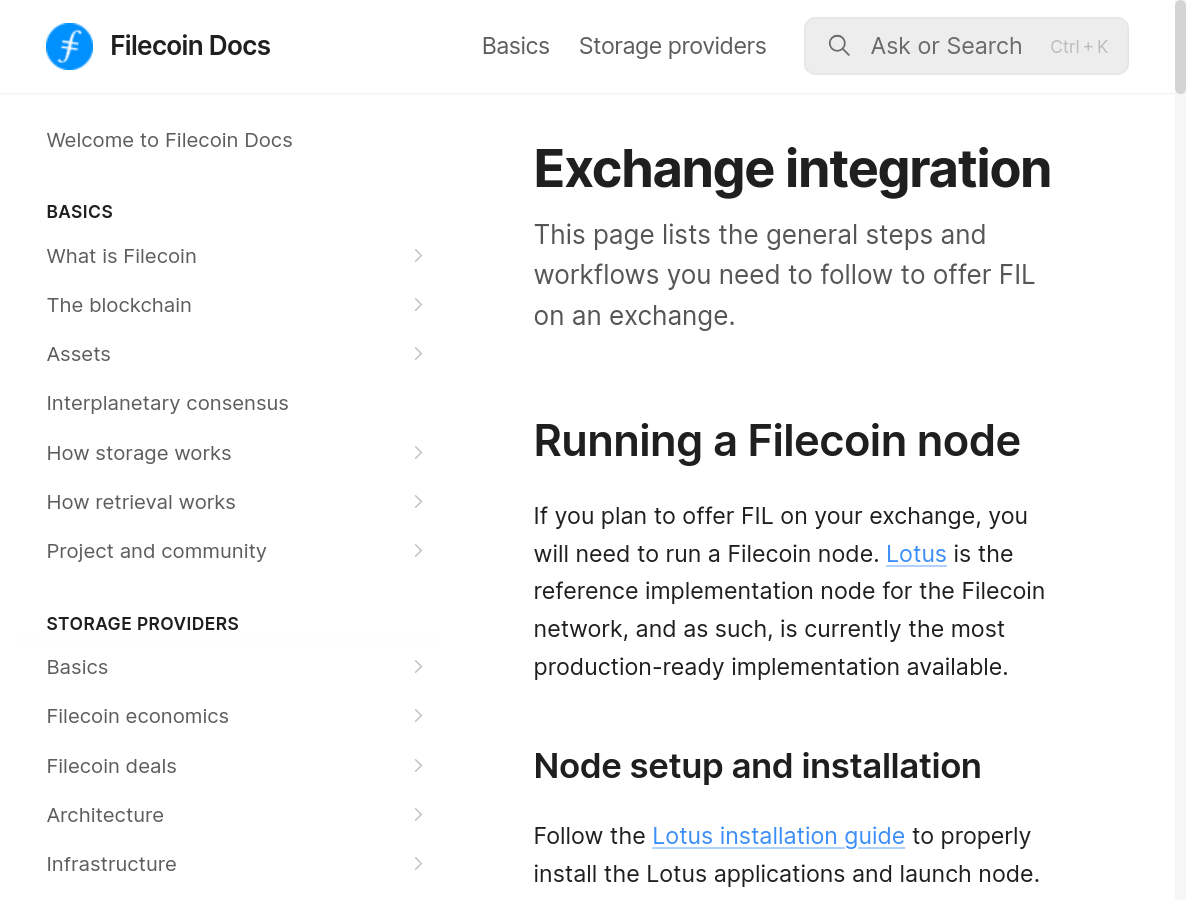 Filecoin Docs
Basics
Storage providers
Ask or Search
Ctrl + K
Welcome to Filecoin Docs
BASICS
What is Filecoin
The blockchain
Assets
Interplanetary consensus
How storage works
How retrieval works
Project and community
STORAGE PROVIDERS
Basics
Filecoin economics
Filecoin deals
Architecture
Infrastructure
Exchange integration
This page lists the general steps and
workflows you need to follow to offer FIL
on an exchange.
Running a Filecoin node
If you plan to offer FIL on your exchange, you
will need to run a Filecoin node. Lotus is the
reference implementation node for the Filecoin
network, and as such, is currently the most
production-ready implementation available.
Node setup and installation
Follow the Lotus installation guide to properly
install the Lotus applications and launch node.